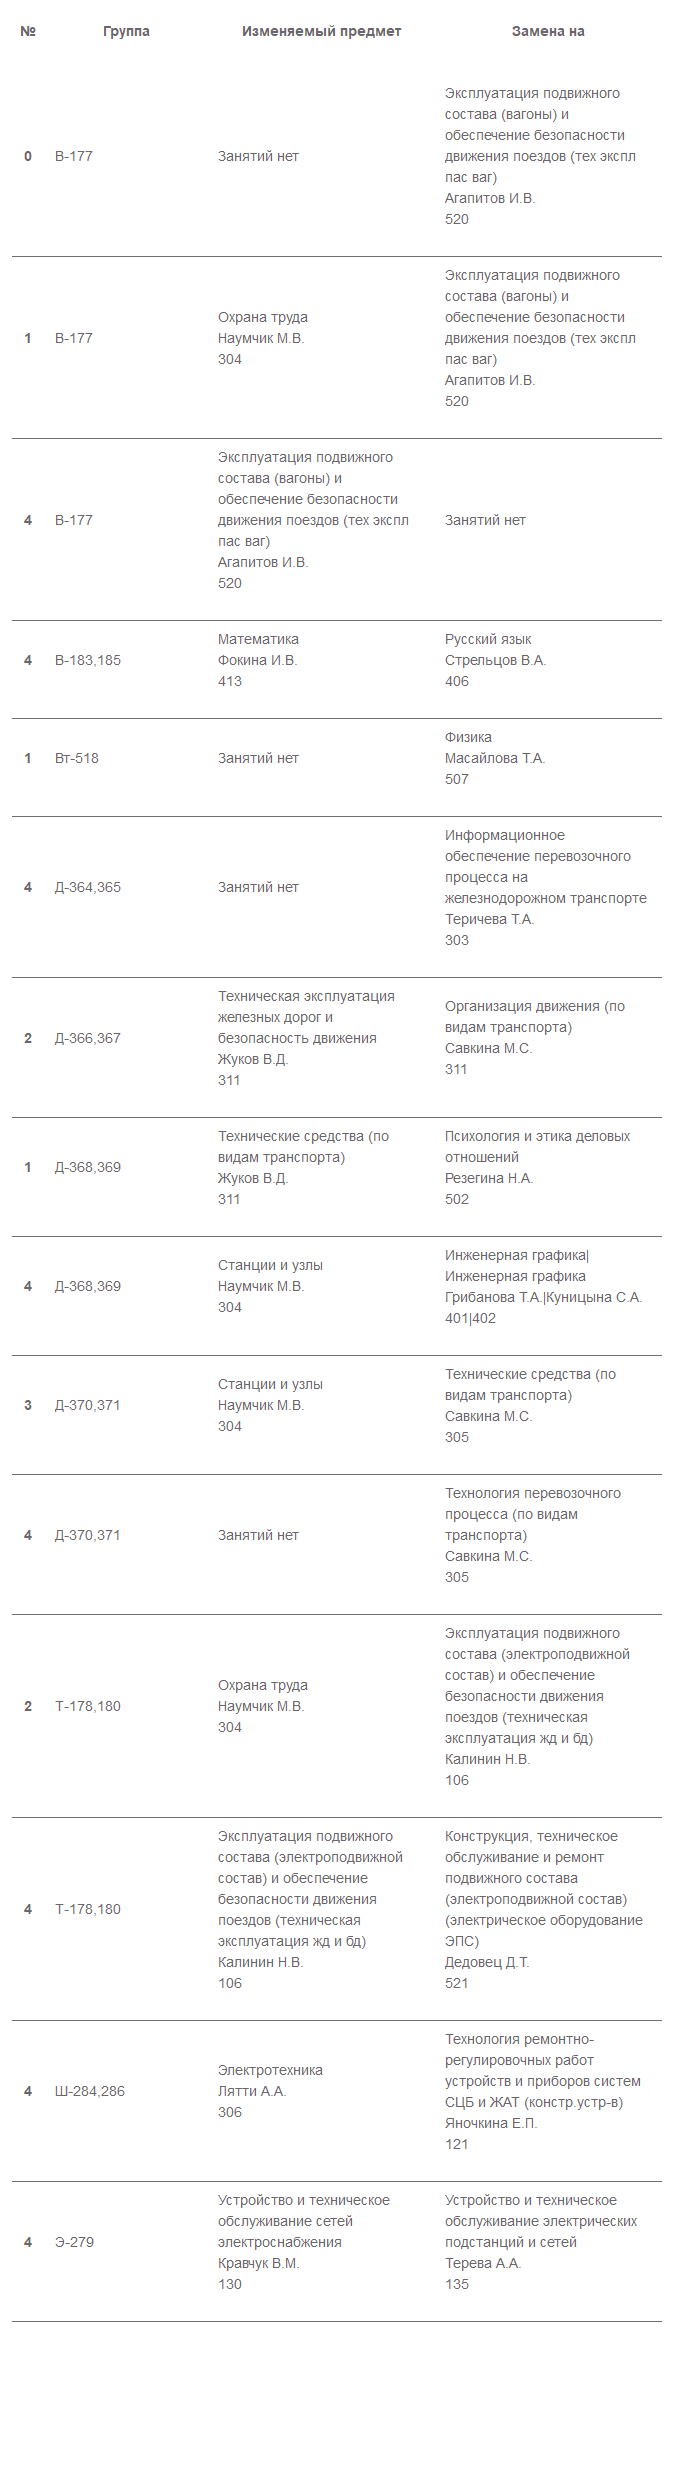 № Группа Изменяемый предмет Замена на
Эксплуатация подвижного
состава (вагоны) и
обеспечение безопасности
0 В-177 Занятий нет движения поездов (тех экспл
пас ваг)
Агапитов И.В.
520
Эксплуатация подвижного
состава (вагоны) и
Охрана труда обеспечение безопасности
1 В-177 Наумчик М.В. движения поездов (тех экспл
304 пас ваг)
Агапитов И.В.
520
Эксплуатация подвижного
состава (вагоны) и
обеспечение безопасности
4 В-177 движения поездов (тех экспл Занятий нет
пас ваг)
Агапитов И.В.
520
Математика Русский язык
4 В-183,185 Фокина И.В. Стрельцов В.А.
413 406
Физика
1 Вт-518 Занятий нет Масайлова Т.А.
507
Информационное
обеспечение перевозочного
4 Д-364,365 Занятий нет процесса на
железнодорожном транспорте
Теричева Т.А.
303
Техническая эксплуатация
железных дорог и Организация движения (по
2 Д-366,367 безопасность движения видам транспорта)
Жуков В.Д. Савкина М.С.
311 311
Технические средства (по Психология и этика деловых
1 Д-368,369 видам транспорта) отношений
Жуков В.Д. Резегина Н.А.
311 502
Станции и узлы Инженерная графика|
4 Д-368,369 Наумчик М.В. Инженерная графика
304 Грибанова Т.А.|Куницына С.А.
401|402
Станции и узлы Технические средства (по
3 Д-370,371 Наумчик М.В. видам транспорта)
304 Савкина М.С.
305
Технология перевозочного
процесса (по видам
4 Д-370,371 Занятий нет транспорта)
Савкина М.С.
305
Эксплуатация подвижного
состава (электроподвижной
Охрана труда состав) и обеспечение
2 Т-178,180 Наумчик М.В. безопасности движения
304 поездов (техническая
эксплуатация жд и бд)
Калинин Н.В.
106
Эксплуатация подвижного Конструкция, техническое
состава (электроподвижной обслуживание и ремонт
состав) и обеспечение подвижного состава
безопасности движения (электроподвижной состав)
4 Т-178,180 поездов (техническая (электрическое оборудование
эксплуатация жд и бд) ЭПС)
Калинин Н.В. Дедовец Д.Т.
106 521
Технология ремонтно-
Электротехника регулировочных работ
4 Ш-284,286 Лятти А.А. устройств и приборов систем
306 СЦБ и ЖАТ (констр.устр-в)
Яночкина Е.П.
121
Устройство и техническое Устройство и техническое
обслуживание сетей обслуживание электрических
4 Э-279 электроснабжения подстанций и сетей
Кравчук В.М. Терева А.А.
130 135